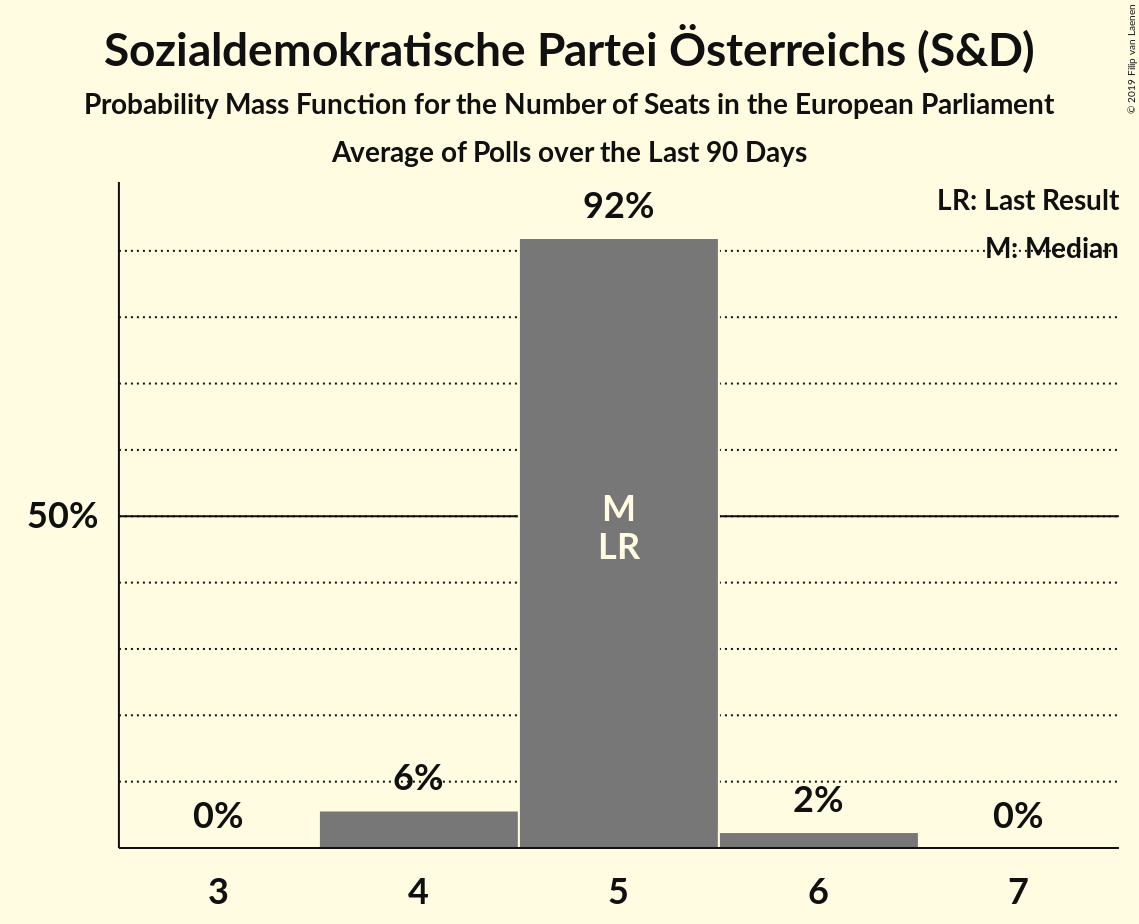 Sozialdemokratische Partei Österreichs (S&D)
Probability Mass Function for the Number of Seats in the European Parliament
Average of Polls over the Last 90 Days
© 2019 Filip van Laenen
LR: Last Result
M: Median
92%
50%
M
LR
6%
2%
0%
0%
3 4 5 6 7